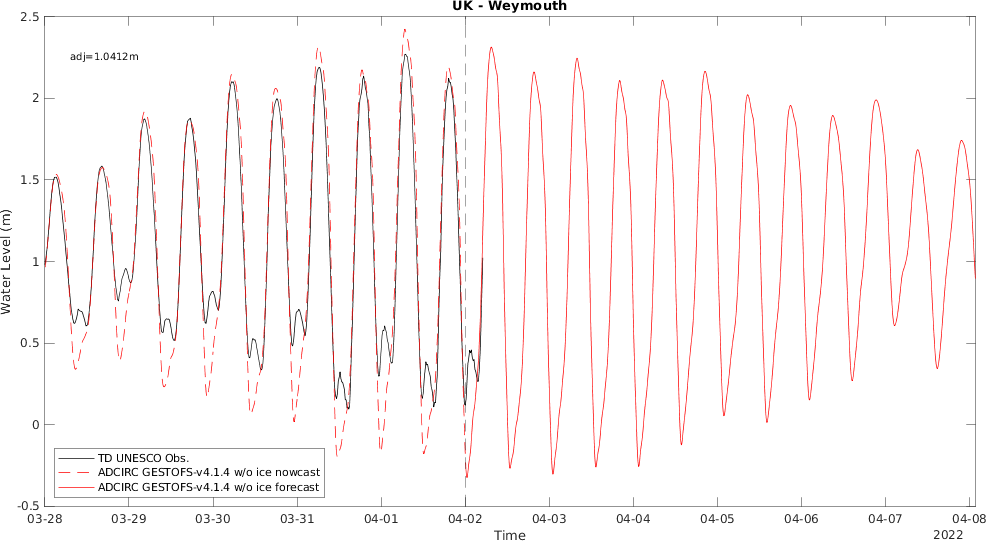 UK - Weymouth
2.5
adj=1.0412m
2
1.5
1
0.5
0
-0.5
Water Level (m)
TD UNESCO Obs.
ADCIRC GESTOFS-v4.1.4 w/o ice nowcast
ADCIRC GESTOFS-v4.1.4 w/o ice forecast
03-28 03-29 03-30 03-31 04-01 04-02 04-03 04-04 04-05 04-06 04-07 04-08
Time
2022